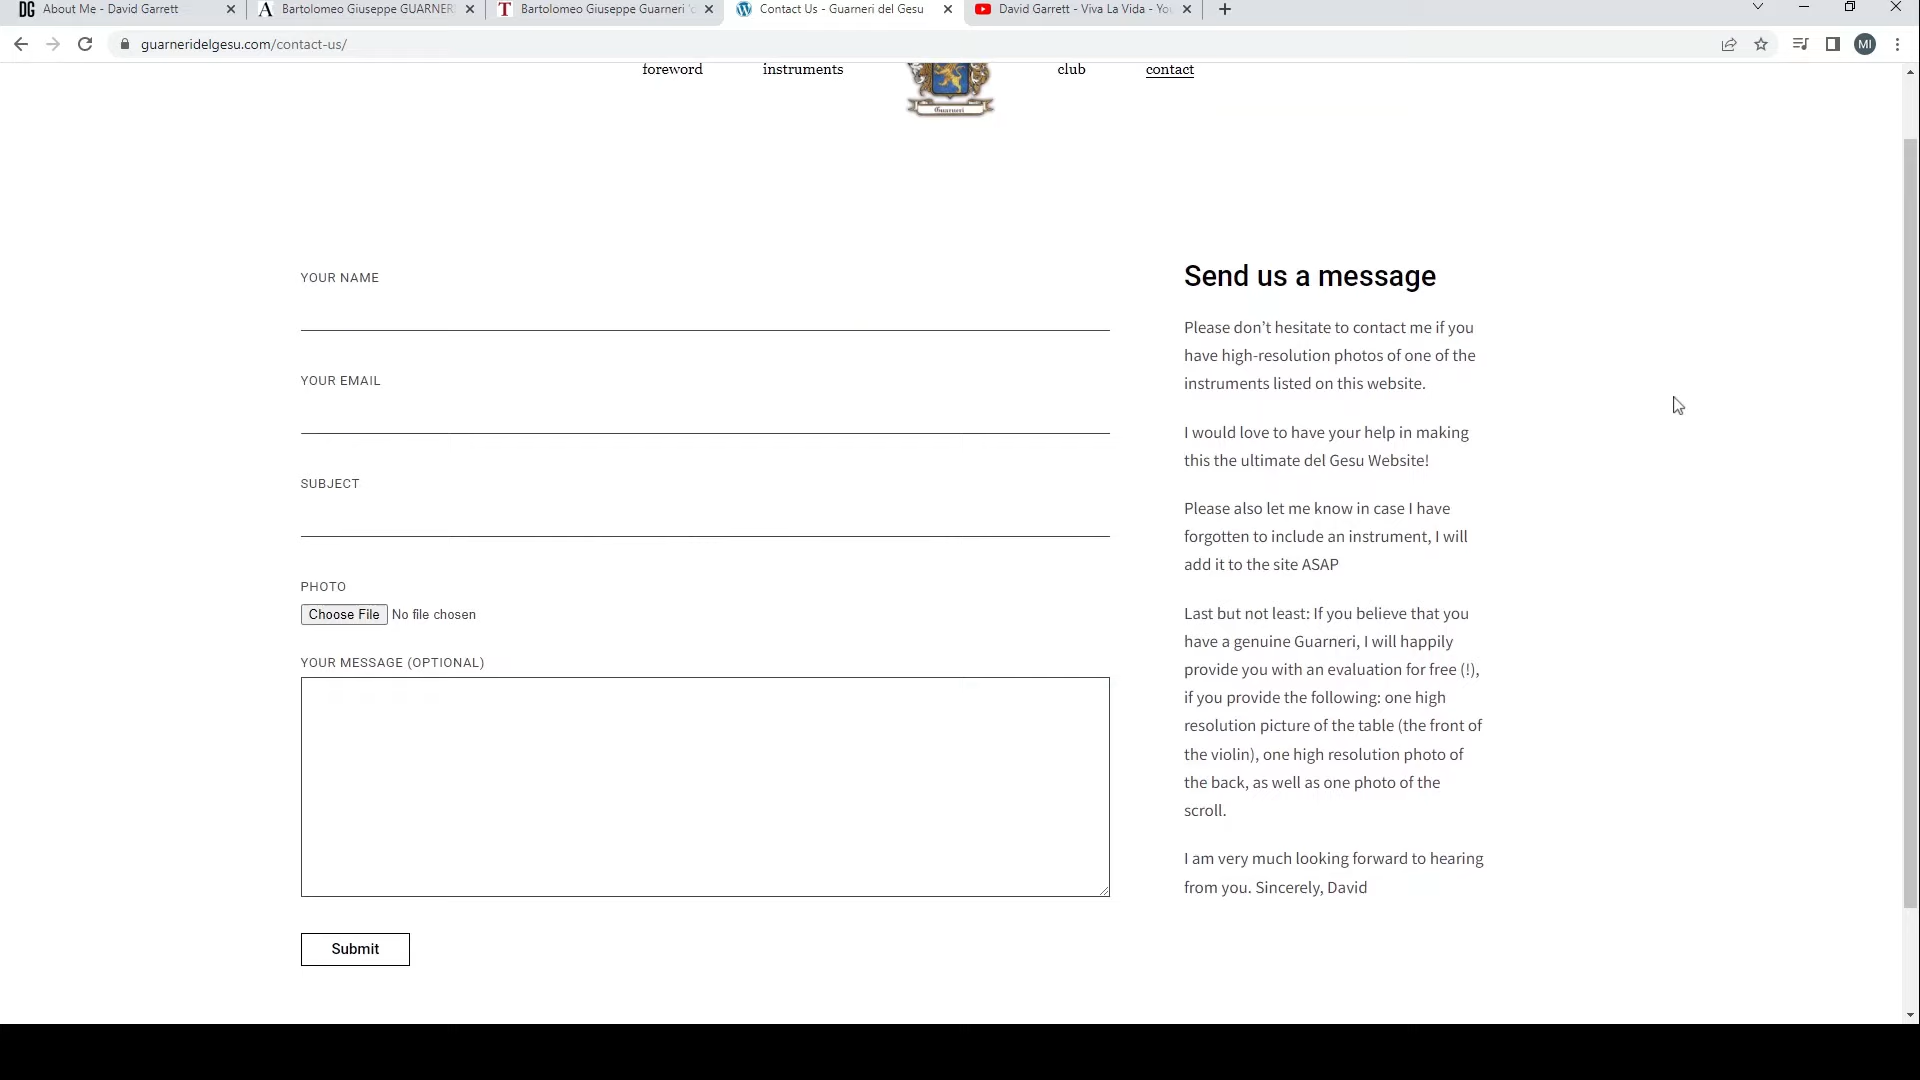 About Me - David Garrett
Bartolomeo Giuseppe GUARNERI
Bartolomeo Giuseppe Guarneri
Contact Us - Guarneri del Gesu
David Garrett - Viva La Vida - You
guarneridelgesu.com/contact-us/
MI
foreword
instruments
Guarneri
club
contact
YOUR NAME
YOUR EMAIL
SUBJECT
PHOTO
Choose File No file chosen
YOUR MESSAGE (OPTIONAL)
Submit
Send us a message
Please don’t hesitate to contact me if you
have high-resolution photos of one of the
instruments listed on this website.
I would love to have your help in making
this the ultimate del Gesu Website!
Please also let me know in case I have
forgotten to include an instrument, I will
add it to the site ASAP
Last but not least: If you believe that you
have a genuine Guarneri, I will happily
provide you with an evaluation for free (!),
if you provide the following: one high
resolution picture of the table (the front of
the violin), one high resolution photo of
the back, as well as one photo of the
scroll.
I am very much looking forward to hearing
from you. Sincerely, David